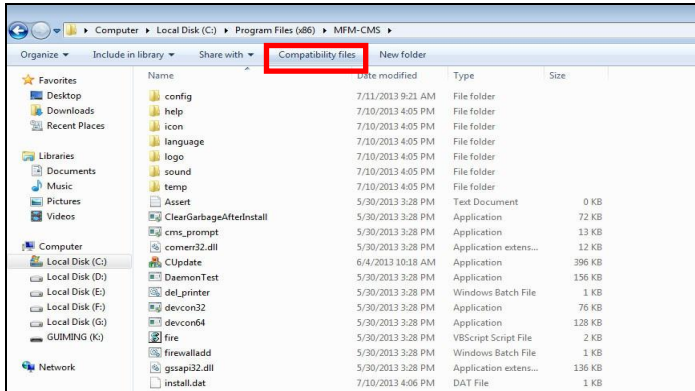 Computer ▸ Local Disk (C:) ▸ Program Files (x86) ▸ MFM-CMS ▸
Organize Include in library Share with Compatibility files New folder
Name Date modified Type Size
Favorites
Desktop
Downloads
Recent Places
Libraries
Documents
Music
Pictures
Videos
Computer
Local Disk (C:)
Local Disk (D:)
Local Disk (E:)
Local Disk (F:)
Local Disk (G:)
GUIMING (K:)
Network
config 7/11/2013 9:21 AM File folder
help 7/10/2013 4:05 PM File folder
icon 7/10/2013 4:05 PM File folder
language 7/10/2013 4:05 PM File folder
logo 7/10/2013 4:05 PM File folder
sound 7/10/2013 4:05 PM File folder
temp 7/10/2013 4:05 PM File folder
Assert 5/30/2013 3:28 PM Text Document 0 KB
ClearGarbageAfterInstall 5/30/2013 3:28 PM Application 72 KB
cms_prompt 5/30/2013 3:28 PM Application 13 KB
comerr32.dll 5/30/2013 3:28 PM Application extens... 12 KB
CUpdate 6/4/2013 10:18 AM Application 396 KB
DaemonTest 5/30/2013 3:28 PM Application 156 KB
del_printer 5/30/2013 3:28 PM Windows Batch File 1 KB
devcon32 5/30/2013 3:28 PM Application 76 KB
devcon64 5/30/2013 3:28 PM Application 128 KB
fire 5/30/2013 3:28 PM VBScript Script File 2 KB
firewalladd 5/30/2013 3:28 PM Windows Batch File 1 KB
gssapi32.dll 5/30/2013 3:28 PM Application extens... 136 KB
install.dat 7/10/2013 4:06 PM DAT File 1 KB